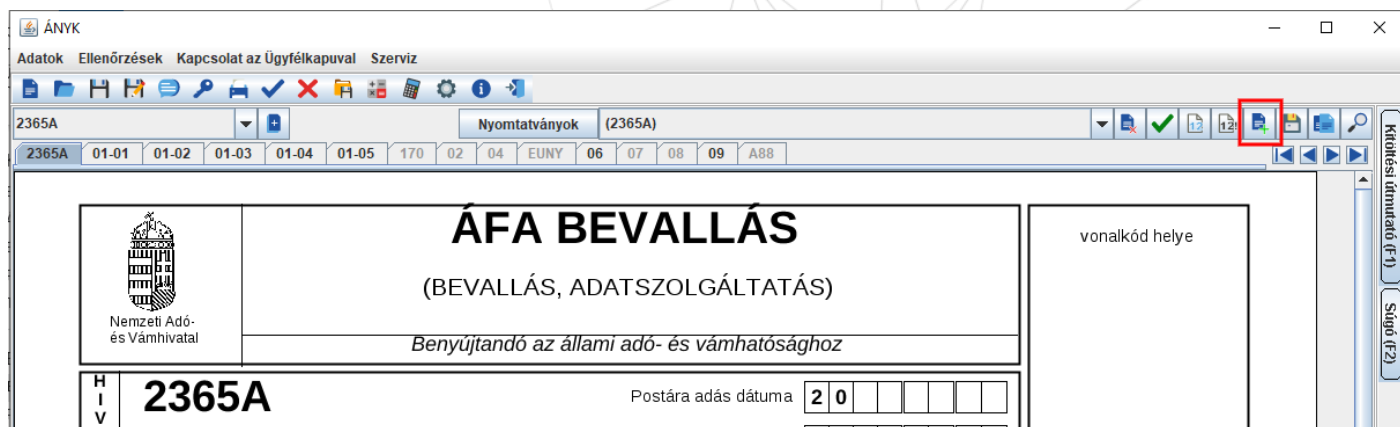 ÁNYK
Adatok Ellenőrzések Kapcsolat az Ügyfélkapuval Szerviz
2365A Nyomtatványok (2365A)
12 12!
2365A 01-01 01-02 01-03 01-04 01-05 170 02 04 EUNY 06 07 08 09 A88
Kitöltési útmutató (F1)
Súgó (F2)
ÁFA BEVALLÁS
vonalkód helye
(BEVALLÁS, ADATSZOLGÁLTATÁS)
Nemzeti Adó-
és Vámhivatal
Benyújtandó az állami adó- és vámhatósághoz
H
I
V
2365A
Postára adás dátuma 2 0